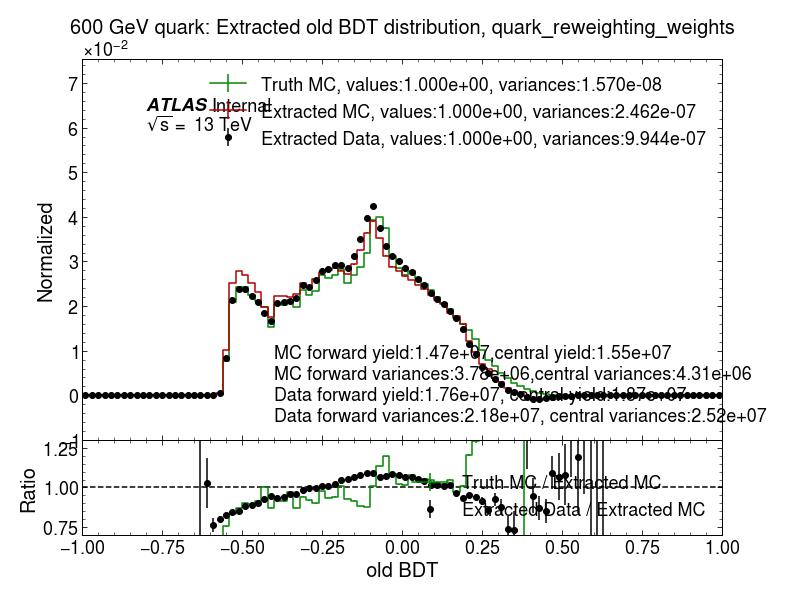 600 GeV quark: Extracted old BDT distribution, quark_reweighting_weights
×10⁻²
Truth MC, values:1.000e+00, variances:1.570e-08
ATLAS Internal
Extracted MC, values:1.000e+00, variances:2.462e-07
√s = 13 TeV
Extracted Data, values:1.000e+00, variances:9.944e-07
7
6
5
4
3
2
1
0
1
Normalized
MC forward yield:1.47e+07,central yield:1.55e+07
MC forward variances:3.78e+06,central variances:4.31e+06
Data forward yield:1.76e+07, central yield:1.87e+07
Data forward variances:2.18e+07, central variances:2.52e+07
1.25
1.00
0.75
Ratio
Truth MC / Extracted MC
Extracted Data / Extracted MC
−1.00 −0.75 −0.50 −0.25 0.00 0.25 0.50 0.75 1.00
old BDT